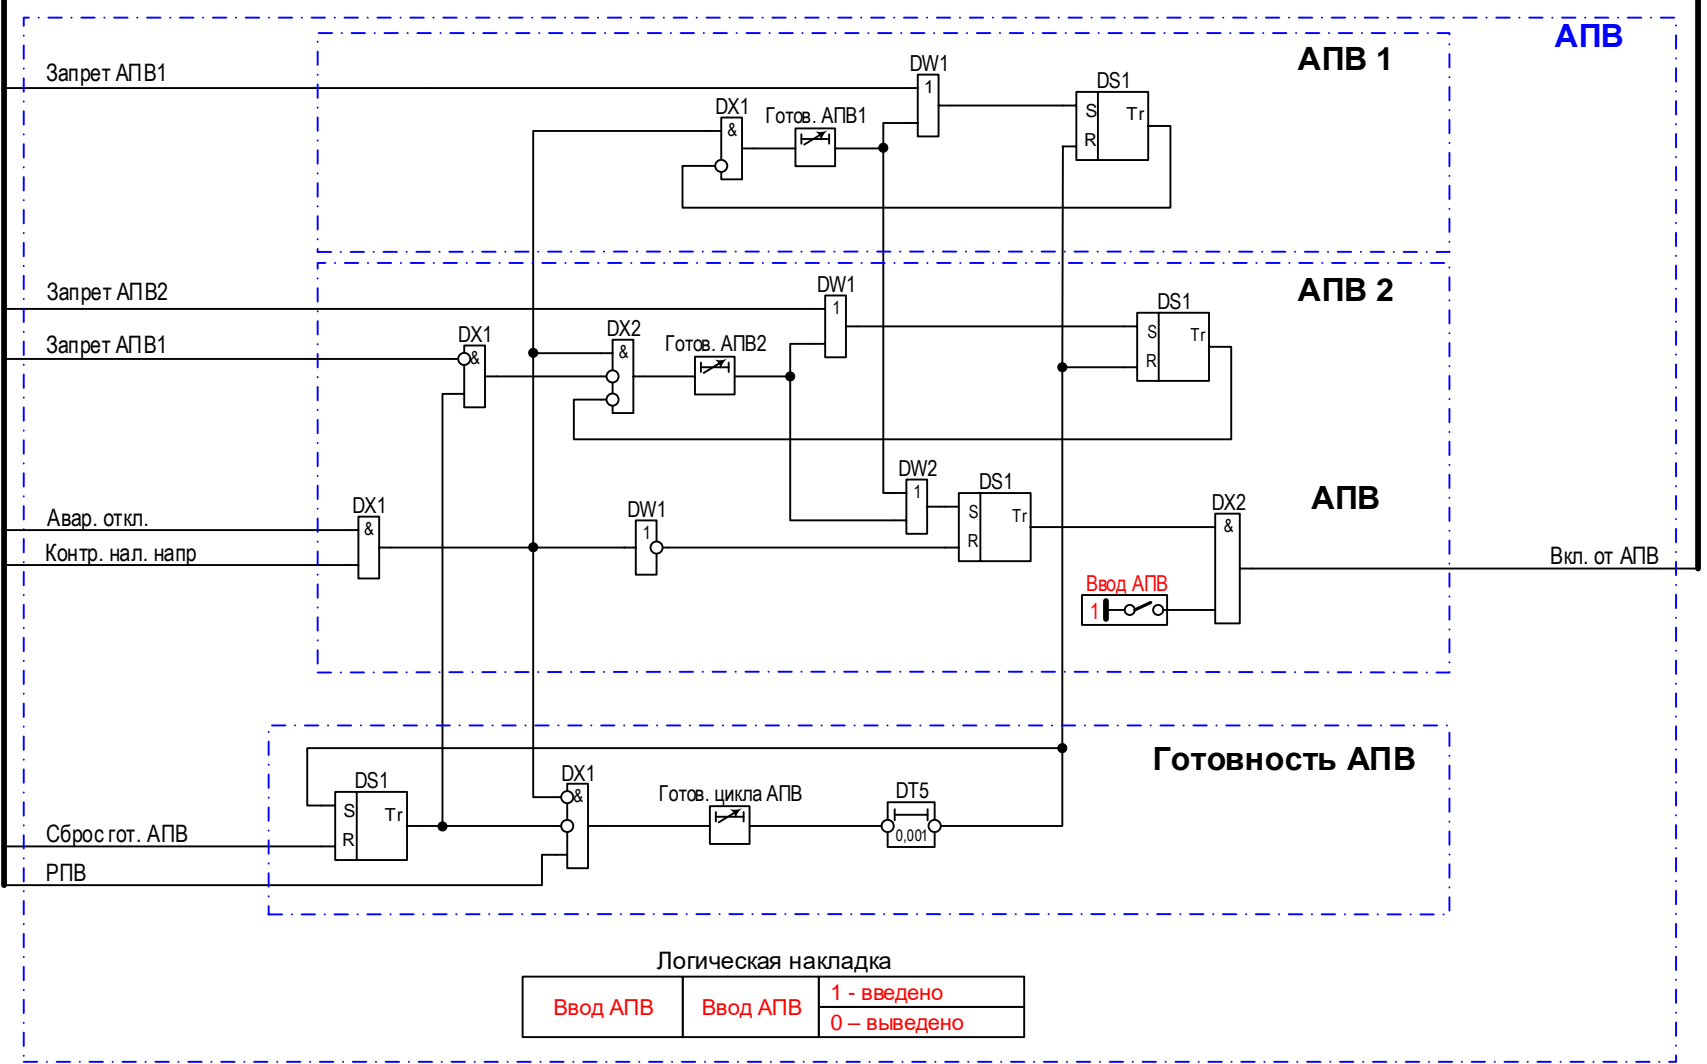 АПВ
АПВ 1
Запрет АПВ1
DW1
1
DS1
S
Tr
R
DX1
&
Готов. АПВ1
Запрет АПВ2
DW1
1
АПВ 2
DS1
S
Tr
R
Запрет АПВ1
DX1
&
DX2
&
Готов. АПВ2
DW2
1
DS1
S
Tr
R
АПВ
DX2
&
Авар. откл.
Контр. нал. напр
DX1
&
DW1
1
Вкл. от АПВ
Ввод АПВ
1
Готовность АПВ
DS1
S
Tr
R
DX1
&
Готов. цикла АПВ
DT5
0,001
Сброс гот. АПВ
РПВ
Логическая накладка
Ввод АПВ
Ввод АПВ
1 - введено
0 – выведено